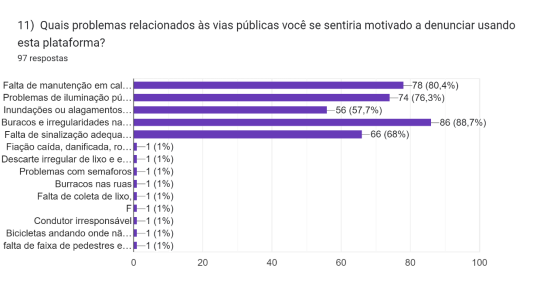 11) Quais problemas relacionados às vias públicas você se sentiria motivado a denunciar usando
esta plataforma?
97 respostas
Falta de manutenção em cal… 78 (80,4%)
Problemas de iluminação pú… 74 (76,3%)
Inundações ou alagamentos… 56 (57,7%)
Buracos e irregularidades na… 86 (88,7%)
Falta de sinalização adequa… 66 (68%)
Fiação caída, danificada, ro… 1 (1%)
Descarte irregular de lixo e e… 1 (1%)
Problemas com semaforos 1 (1%)
Burracos nas ruas 1 (1%)
Falta de coleta de lixo, 1 (1%)
F 1 (1%)
Condutor irresponsável 1 (1%)
Bicicletas andando onde nã… 1 (1%)
falta de faixa de pedestres e… 1 (1%)
0 20 40 60 80 100